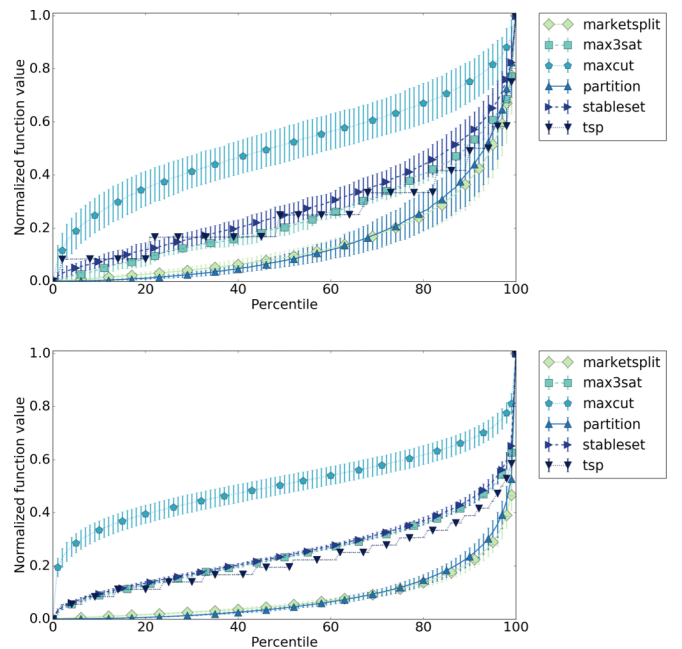 1.0
0.8
0.6
0.4
0.2
0.0
Normalized function value
0
20
40
60
80
100
Percentile
marketsplit
max3sat
maxcut
partition
stableset
tsp
1.0
0.8
0.6
0.4
0.2
0.0
Normalized function value
0
20
40
60
80
100
Percentile
marketsplit
max3sat
maxcut
partition
stableset
tsp